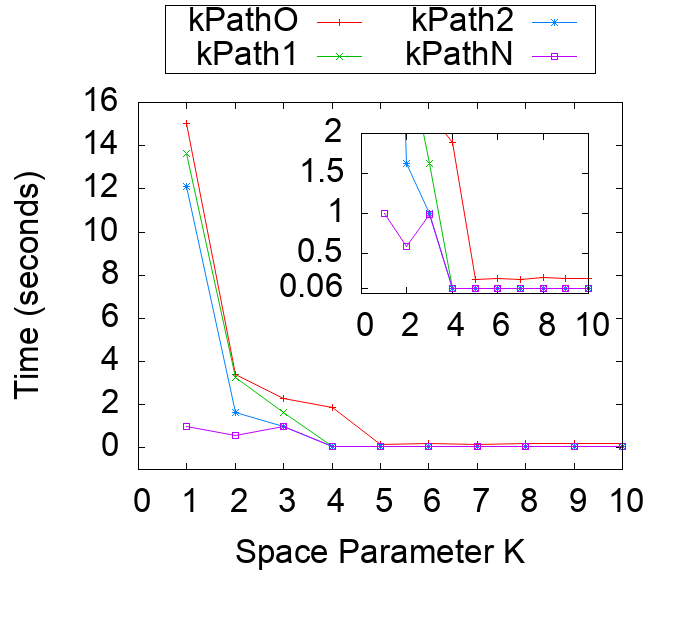 kPathO kPath2
kPath1 kPathN
16
14
12
10
8
6
4
2
0
Time (seconds)
2
1.5
1
0.5
0.06
0 2 4 6 8 10
0 1 2 3 4 5 6 7 8 9 10
Space Parameter K